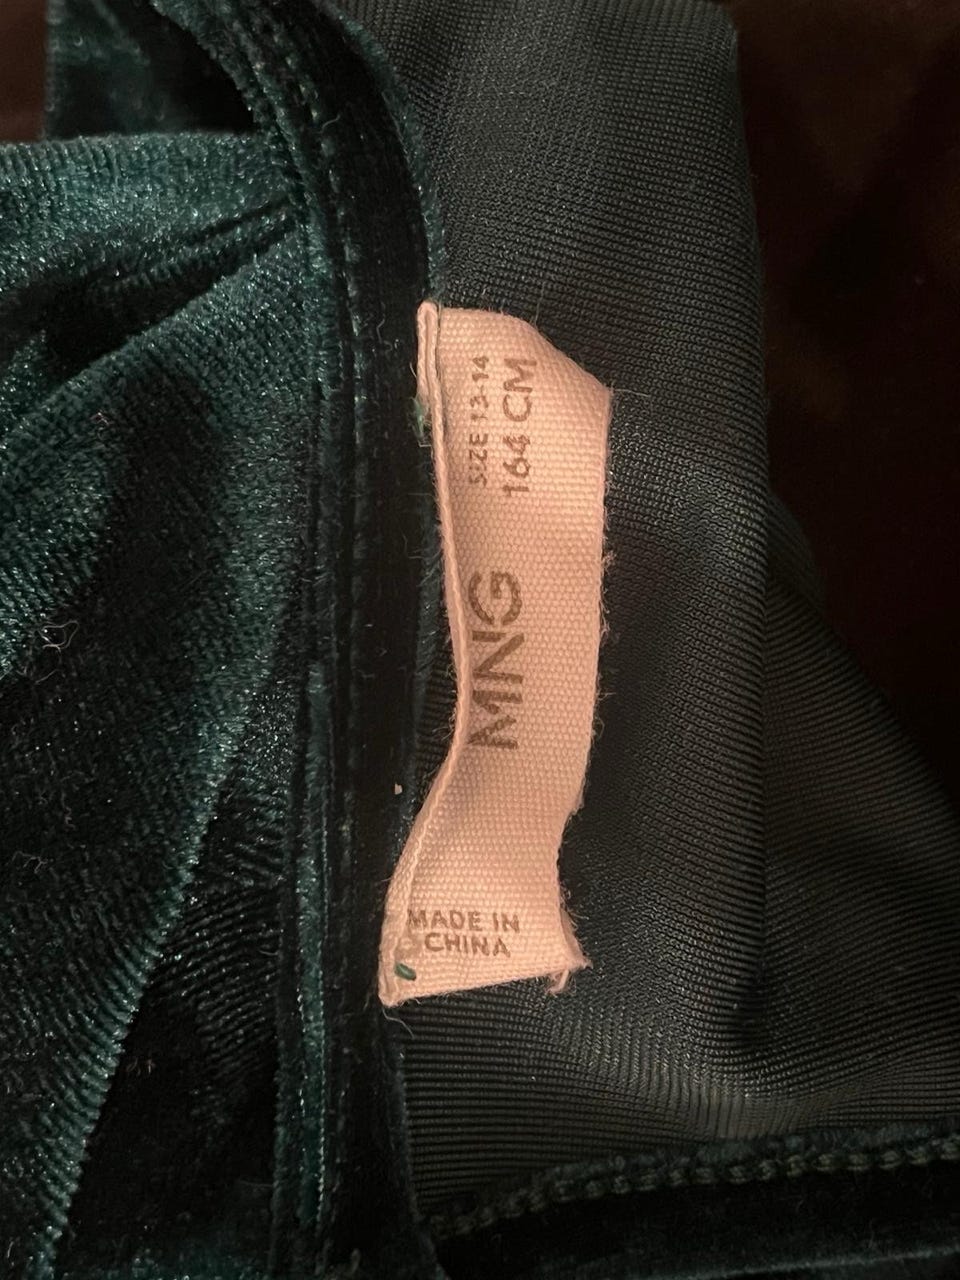 MADE IN
CHINA
MNG
SIZE 13-14
164 CM